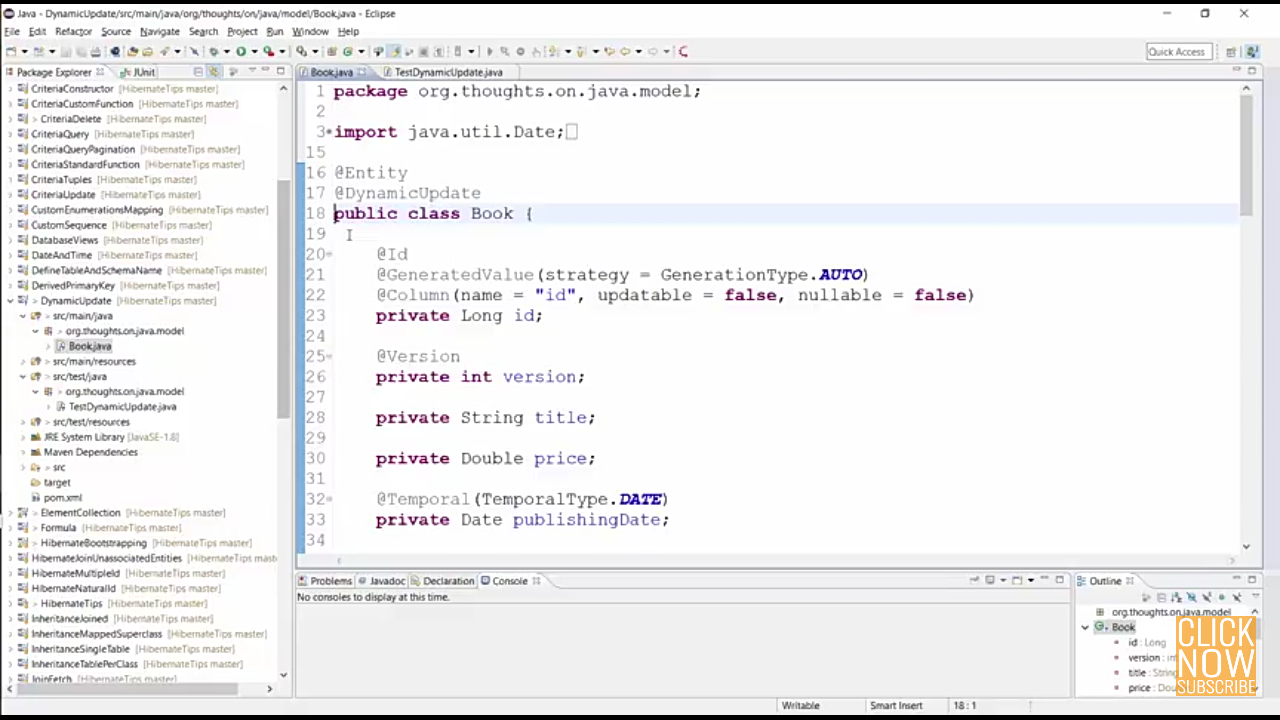 Java - DynamicUpdate/src/main/java/org/thoughts/on/java/model/Book.java - Eclipse
File Edit Refactor Source Navigate Search Project Run Window Help
Quick Access
Package Explorer JUnit
CriteriaConstructor [HibernateTips master]
CriteriaCustomFunction [HibernateTips master]
> CriteriaDelete [HibernateTips master]
CriteriaQuery [HibernateTips master]
CriteriaQueryPagination [HibernateTips master]
CriteriaStandardFunction [HibernateTips master]
CriteriaTuples [HibernateTips master]
CriteriaUpdate [HibernateTips master]
CustomEnumerationsMapping [HibernateTips master]
CustomSequence [HibernateTips master]
DatabaseViews [HibernateTips master]
DateAndTime [HibernateTips master]
DefineTableAndSchemaName [HibernateTips master]
DerivedPrimaryKey [HibernateTips master]
> DynamicUpdate [HibernateTips master]
> src/main/java
> org.thoughts.on.java.model
> Book.java
> src/main/resources
> src/test/java
> org.thoughts.on.java.model
TestDynamicUpdate.java
> src/test/resources
JRE System Library [JavaSE-1.8]
Maven Dependencies
> src
target
pom.xml
> ElementCollection [HibernateTips master]
> Formula [HibernateTips master]
> HibernateBootstrapping [HibernateTips master]
HibernateJoinUnassociatedEntities [HibernateTips mast
HibernateMultipleId [HibernateTips master]
HibernateNaturalId [HibernateTips master]
> HibernateTips [HibernateTips master]
InheritanceJoined [HibernateTips master]
InheritanceMappedSuperclass [HibernateTips master]
InheritanceSingleTable [HibernateTips master]
InheritanceTablePerClass [HibernateTips master]
JoinFetch [HibernateTips master]
Book.java TestDynamicUpdate.java
1 package org.thoughts.on.java.model;
2
3 import java.util.Date;
15
16 @Entity
17 @DynamicUpdate
18 public class Book {
19
20 @Id
21 @GeneratedValue(strategy = GenerationType.AUTO)
22 @Column(name = "id", updatable = false, nullable = false)
23 private Long id;
24
25 @Version
26 private int version;
27
28 private String title;
29
30 private Double price;
31
32 @Temporal(TemporalType.DATE)
33 private Date publishingDate;
34
Problems Javadoc Declaration Console
No consoles to display at this time.
Outline
org.thoughts.on.java.model
Book
id : Long
version : in
title : String
price : Dou
CLICK
NOW
SUBSCRIBE
Writable Smart Insert 18 : 1